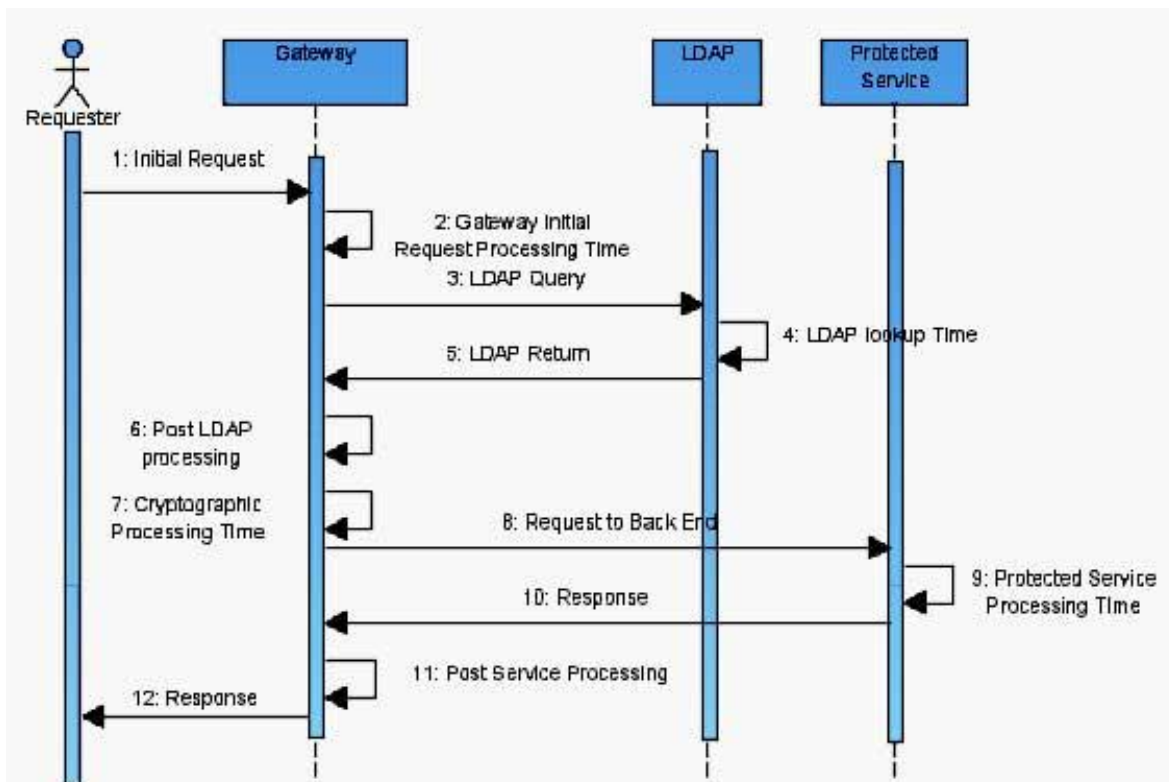 Gateway
LDAP
Protected
Service
Requester
1: Initial Request
2: Gateway Initial
Request Processing Time
3: LDAP Query
4: LDAP lookup Time
5: LDAP Return
6: Post LDAP
processing
7: Cryptographic
Processing Time
8: Request to Back End
9: Protected Service
Processing Time
10: Response
11: Post Service Processing
12: Response